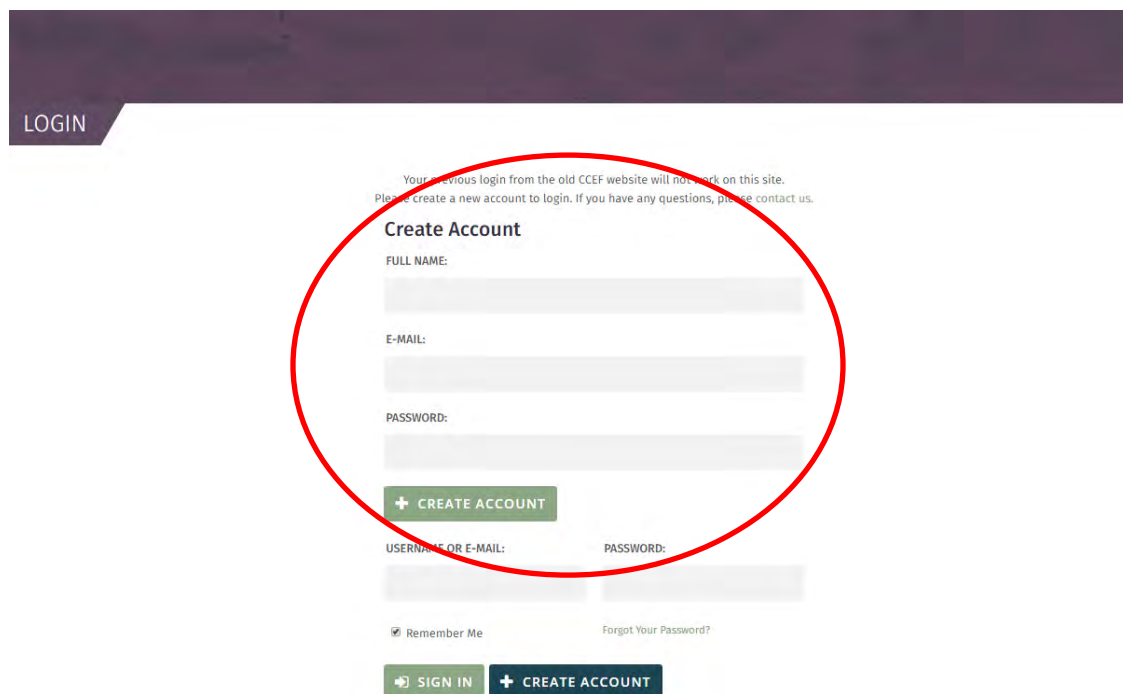 LOGIN
Your previous login from the old CCEF website will not work on this site.
Please create a new account to login. If you have any questions, please contact us.
Create Account
FULL NAME:
E-MAIL:
PASSWORD:
CREATE ACCOUNT
USERNAME OR E-MAIL: PASSWORD:
Remember Me Forgot Your Password?
SIGN IN CREATE ACCOUNT